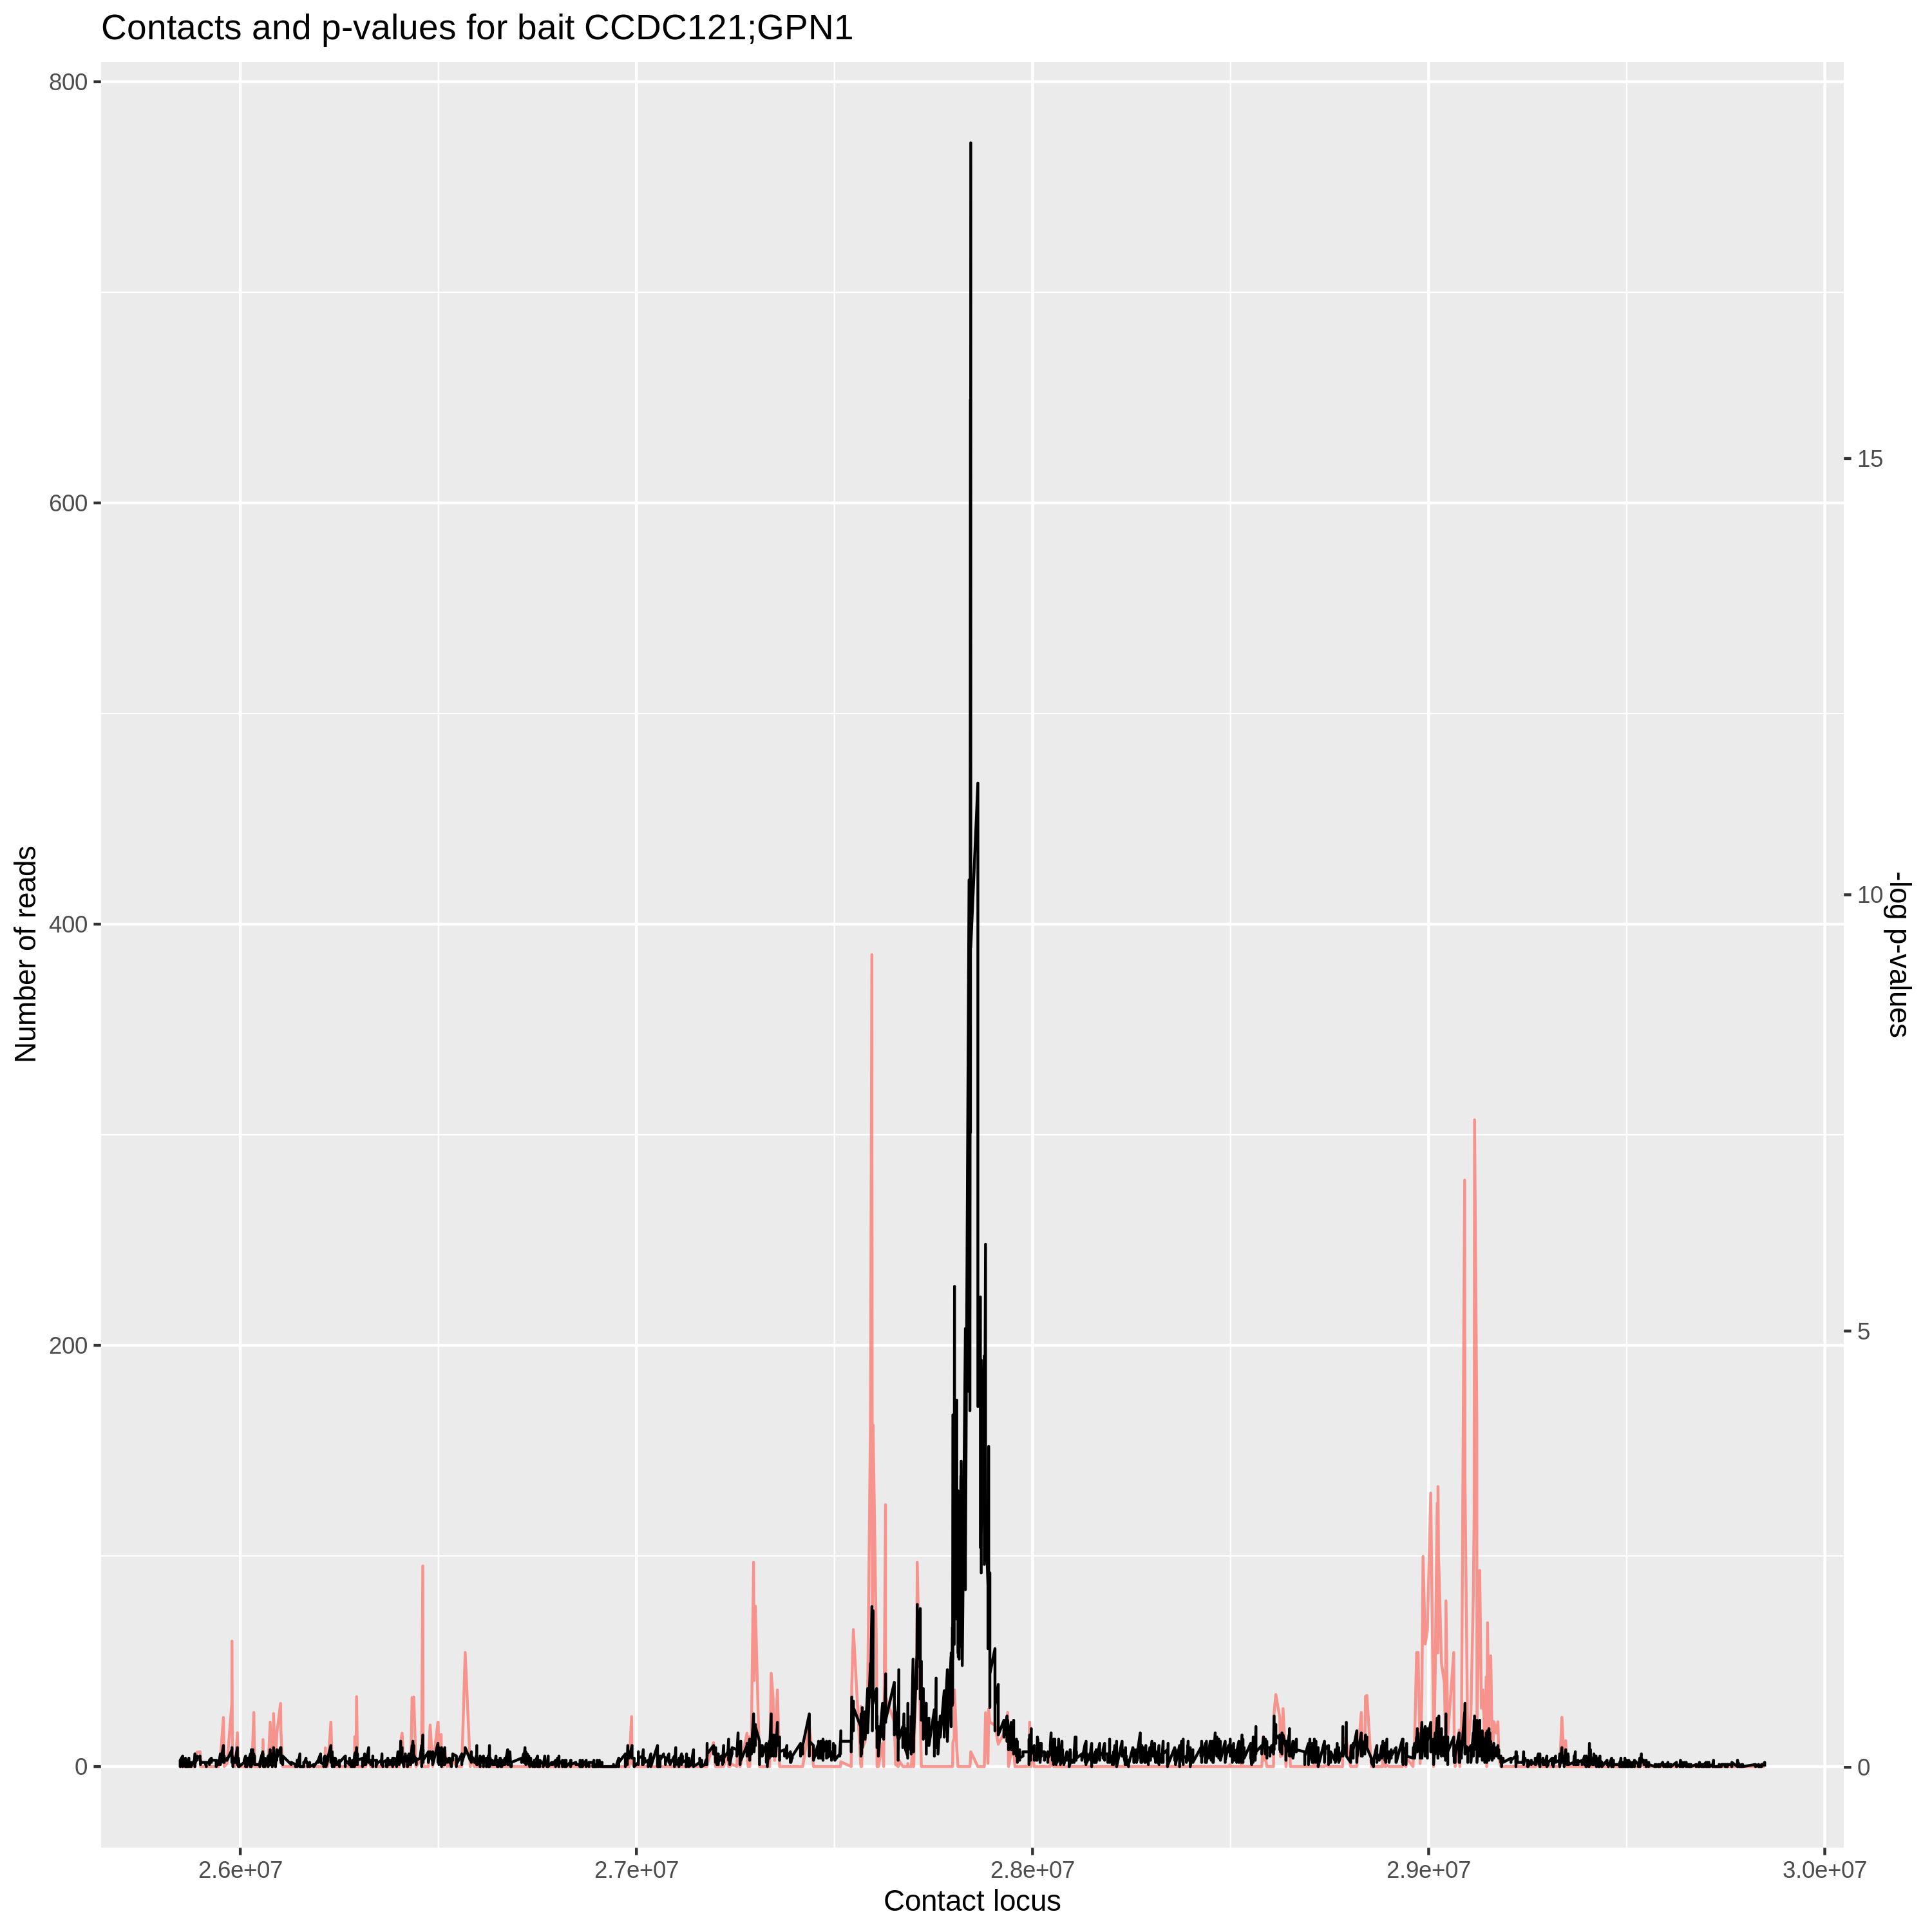 Contacts and p-values for bait CCDC121;GPN1
800
600
400
200
0
Number of reads
15
10
5
0
-log p-values
2.6e+07
2.7e+07
2.8e+07
2.9e+07
3.0e+07
Contact locus